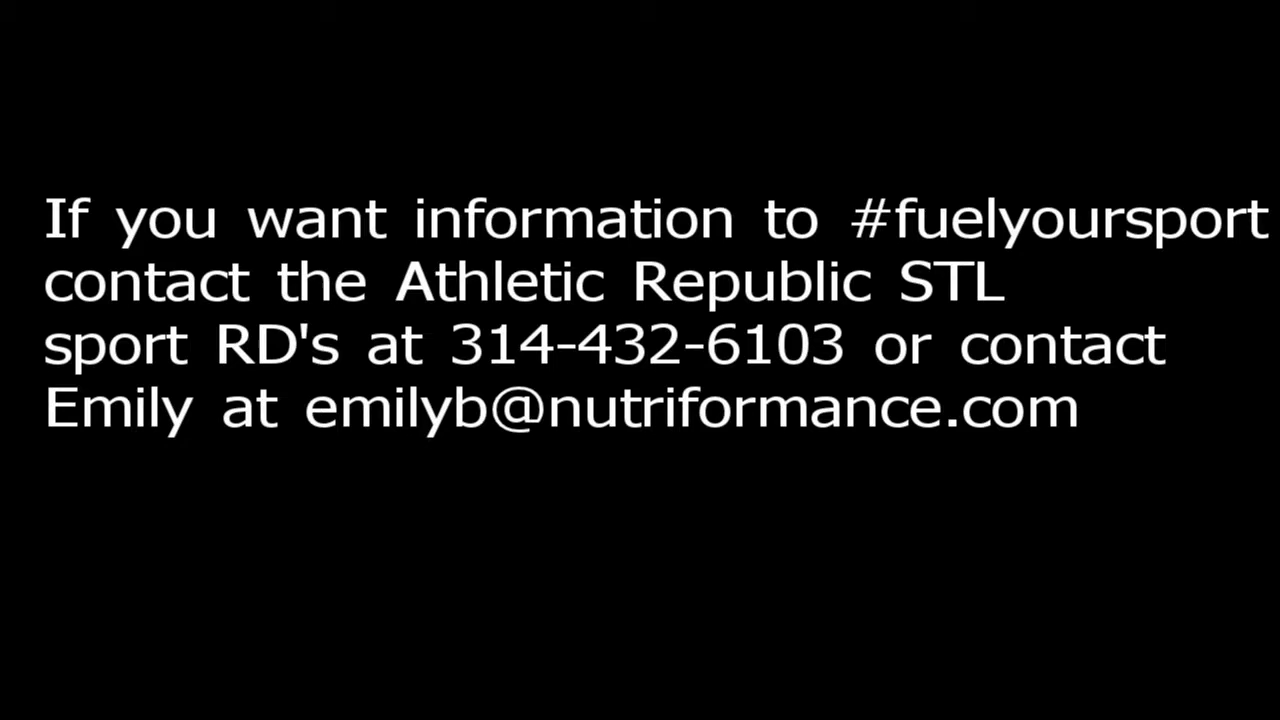 If you want information to #fuelyoursport
contact the Athletic Republic STL
sport RD's at 314-432-6103 or contact
Emily at emilyb@nutriformance.com